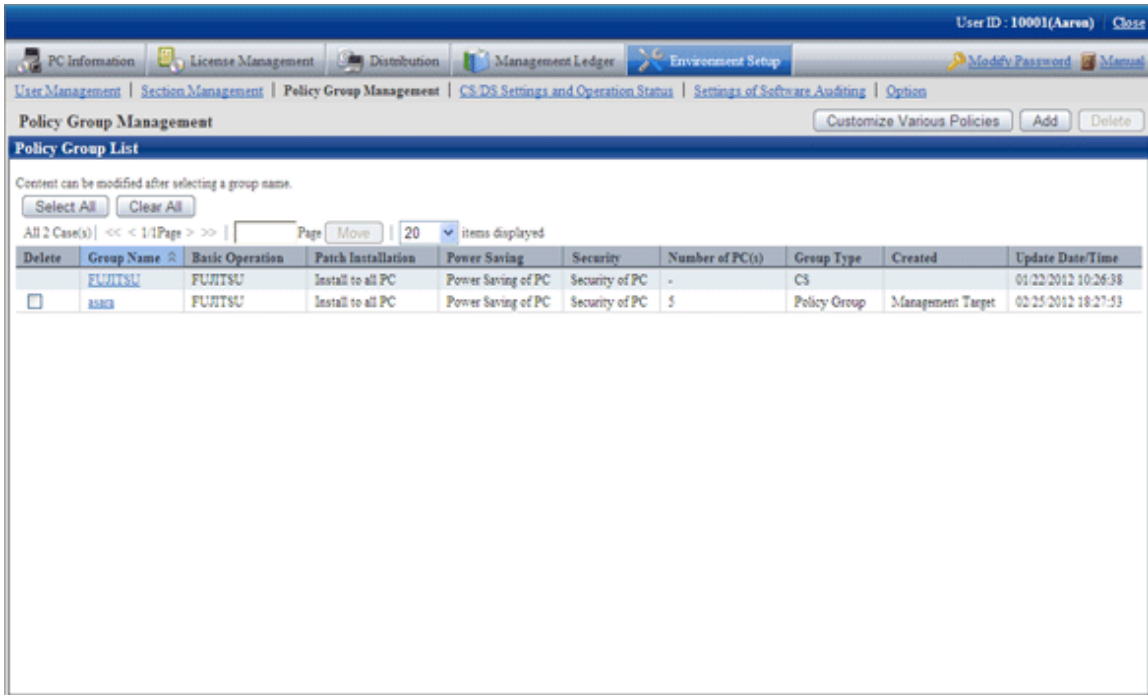 User ID : 10001(Aaron) Close
PC Information License Management Distribution Management Ledger Environment Setup Modify Password Manual
User Management | Section Management | Policy Group Management | CS/DS Settings and Operation Status | Settings of Software Auditing | Option
Policy Group Management Customize Various Policies Add Delete
Policy Group List
Content can be modified after selecting a group name.
Select All Clear All
All 2 Case(s)| << < 1/1Page > >> | Page Move | 20 items displayed
Delete Group Name Basic Operation Patch Installation Power Saving Security Number of PC(s) Group Type Created Update Date/Time
FUJITSU FUJITSU Install to all PC Power Saving of PC Security of PC - CS 01/22/2012 10:26:38
asara FUJITSU Install to all PC Power Saving of PC Security of PC 5 Policy Group Management Target 02/25/2012 18:27:53